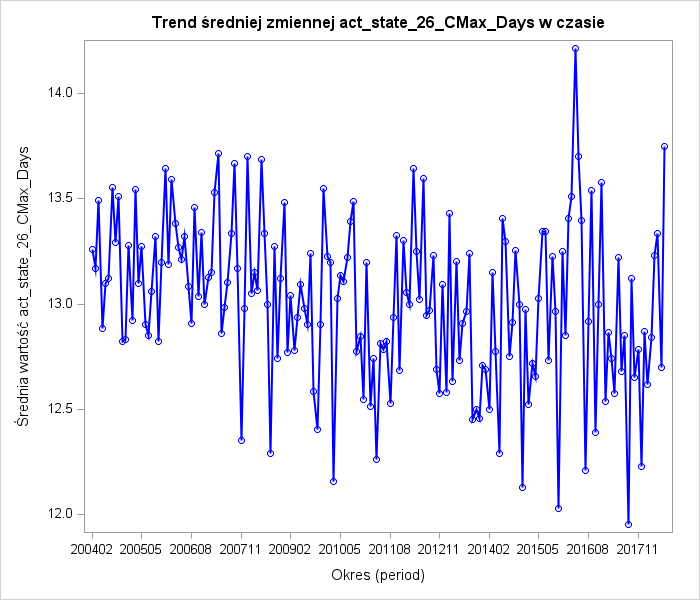 Trend średniej zmiennej act_state_26_CMax_Days w czasie
Średnia wartość act_state_26_CMax_Days
14.0
13.5
13.0
12.5
12.0
200402 200505 200608 200711 200902 201005 201108 201211 201402 201505 201608 201711
Okres (period)